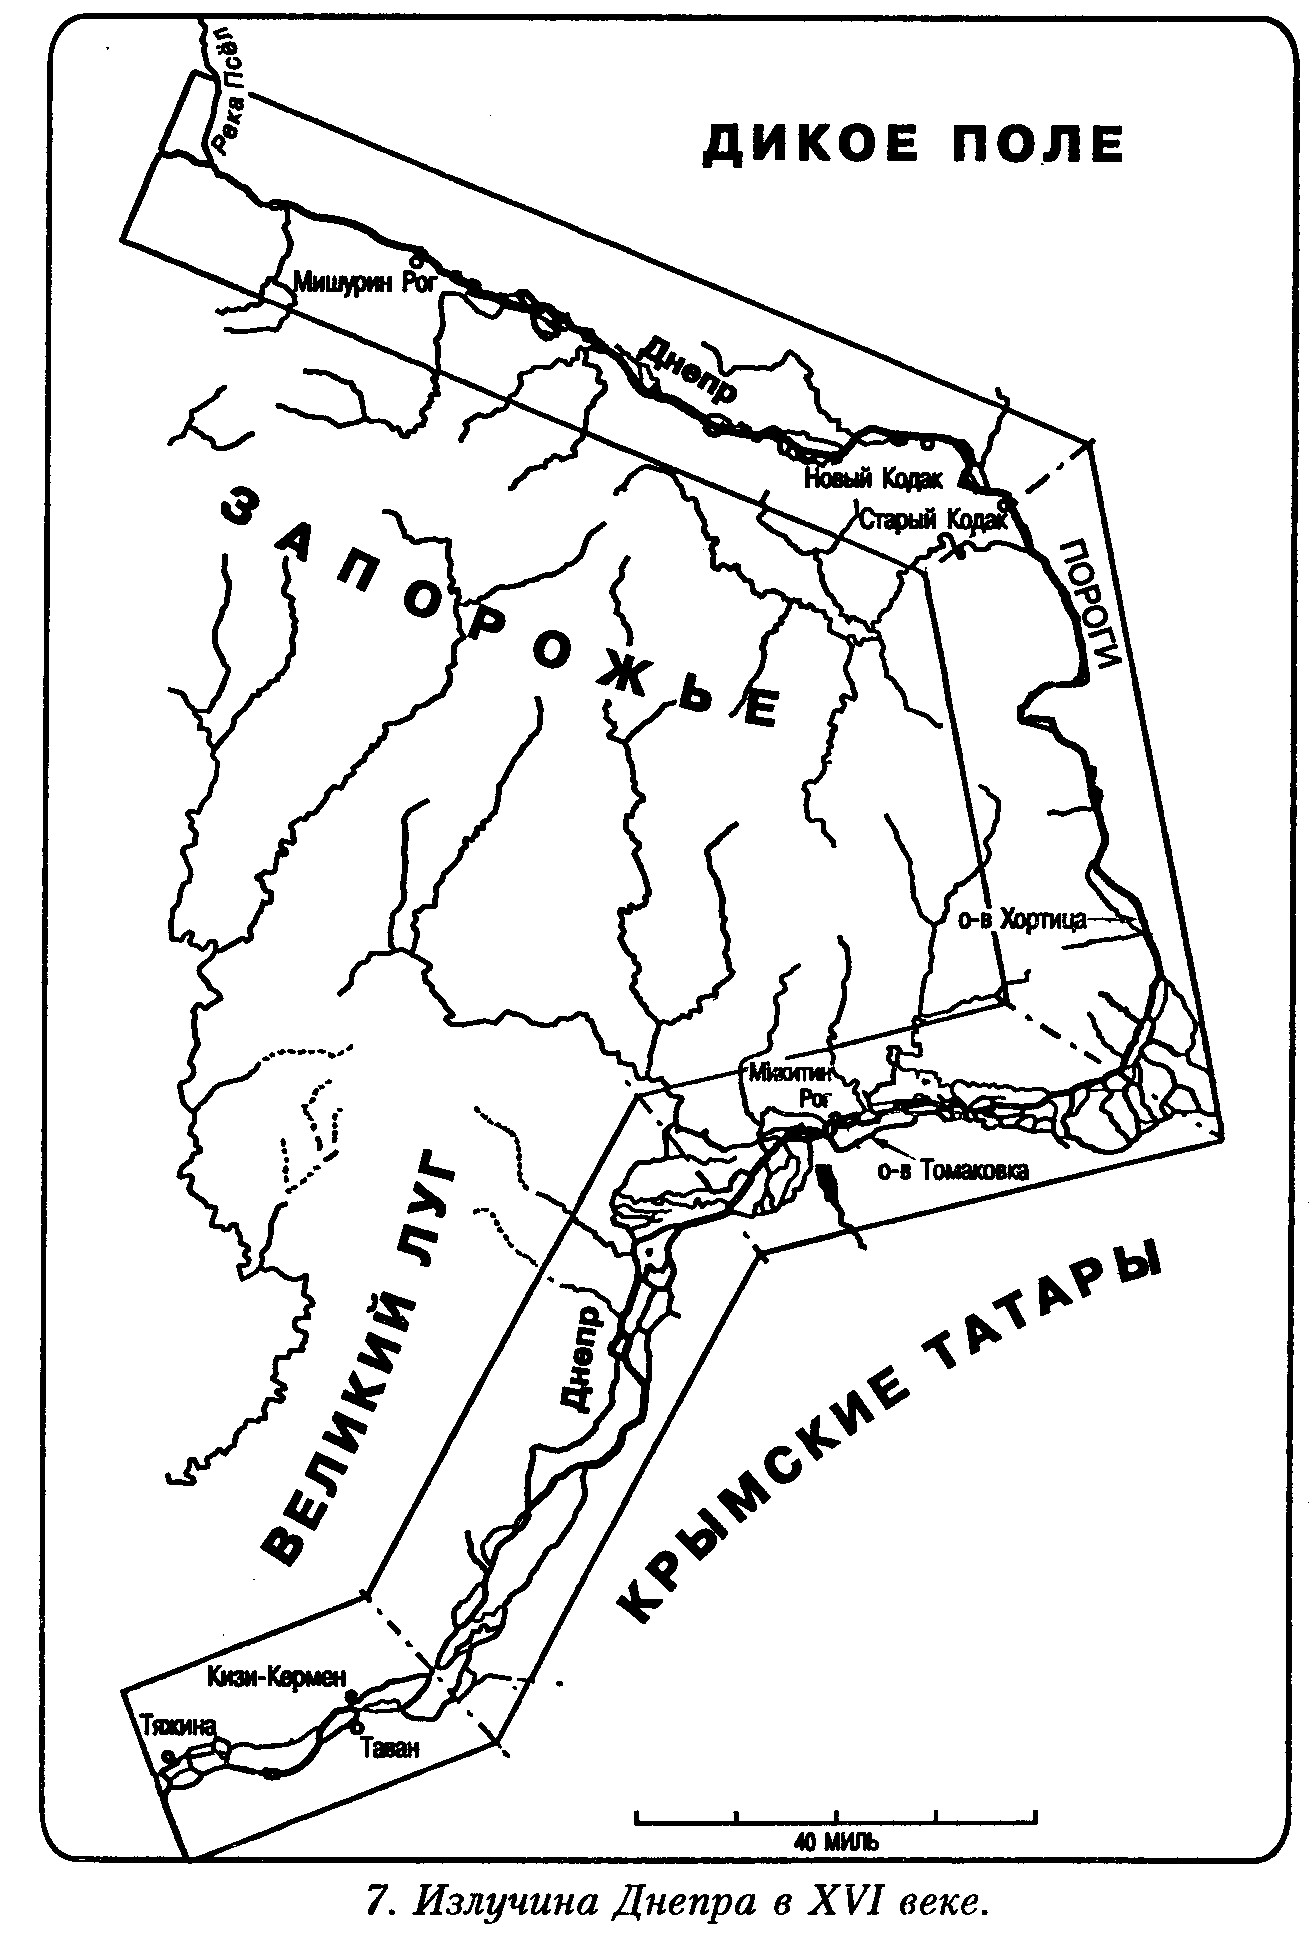 Река Псёл
ДИКОЕ ПОЛЕ
Мишурин Рог
Днепр
Новый Кодак
Старый Кодак
ПОРОГИ
ЗАПОРОЖЬЕ
о-в Хортица
Микитин
Рог
о-в Томаковка
ВЕЛИКИЙ ЛУГ
Днепр
КРЫМСКИЕ ТАТАРЫ
Кизи-Кермен
Тяжина
Таван
40 МИЛЬ
7. Излучина Днепра в XVI веке.